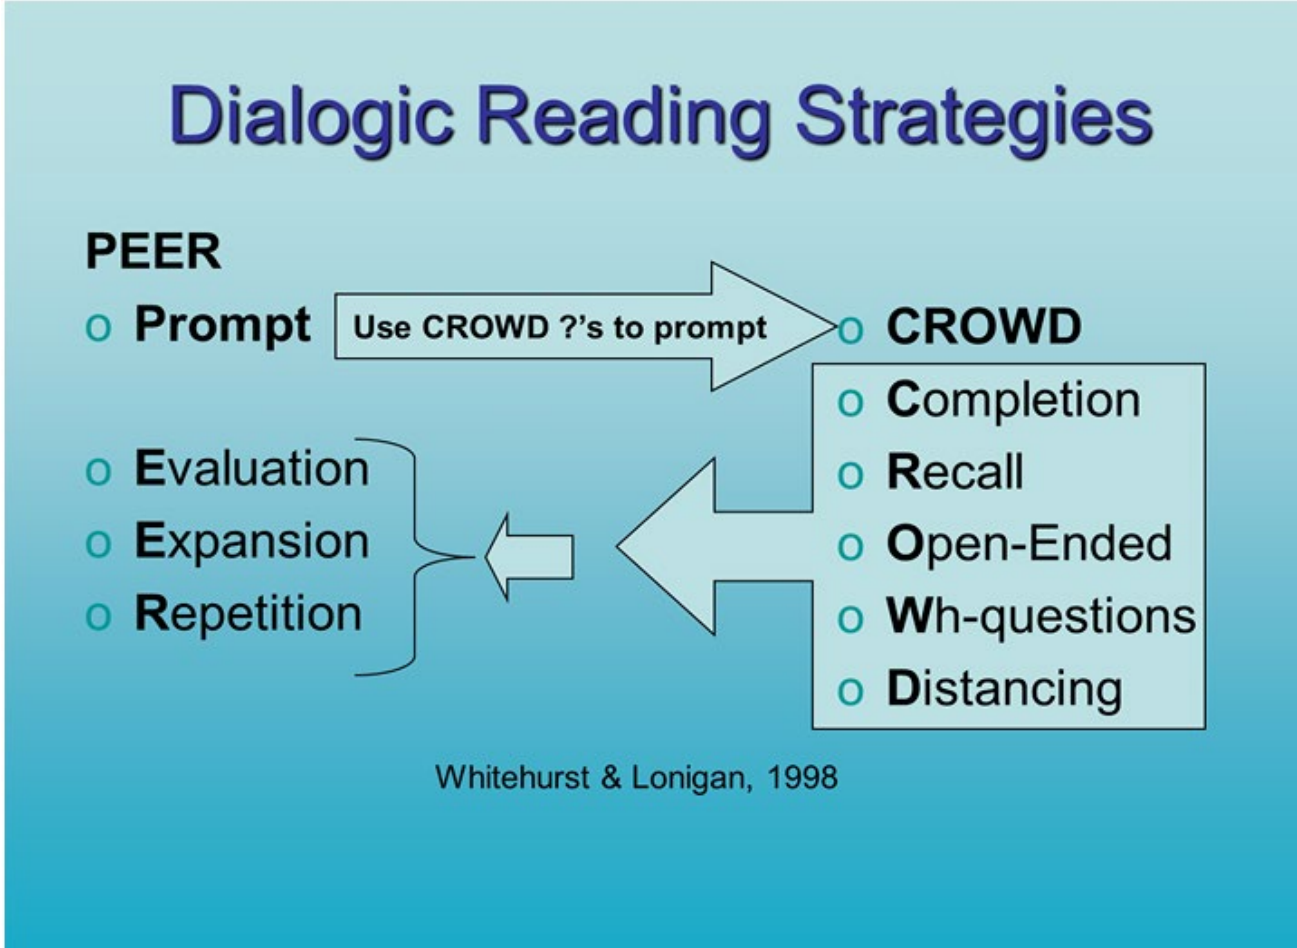 Dialogic Reading Strategies
PEER
o Prompt
Use CROWD ?'s to prompt
o CROWD
o Completion
o Recall
o Open-Ended
o Wh-questions
o Distancing
o Evaluation
o Expansion
o Repetition
Whitehurst & Lonigan, 1998